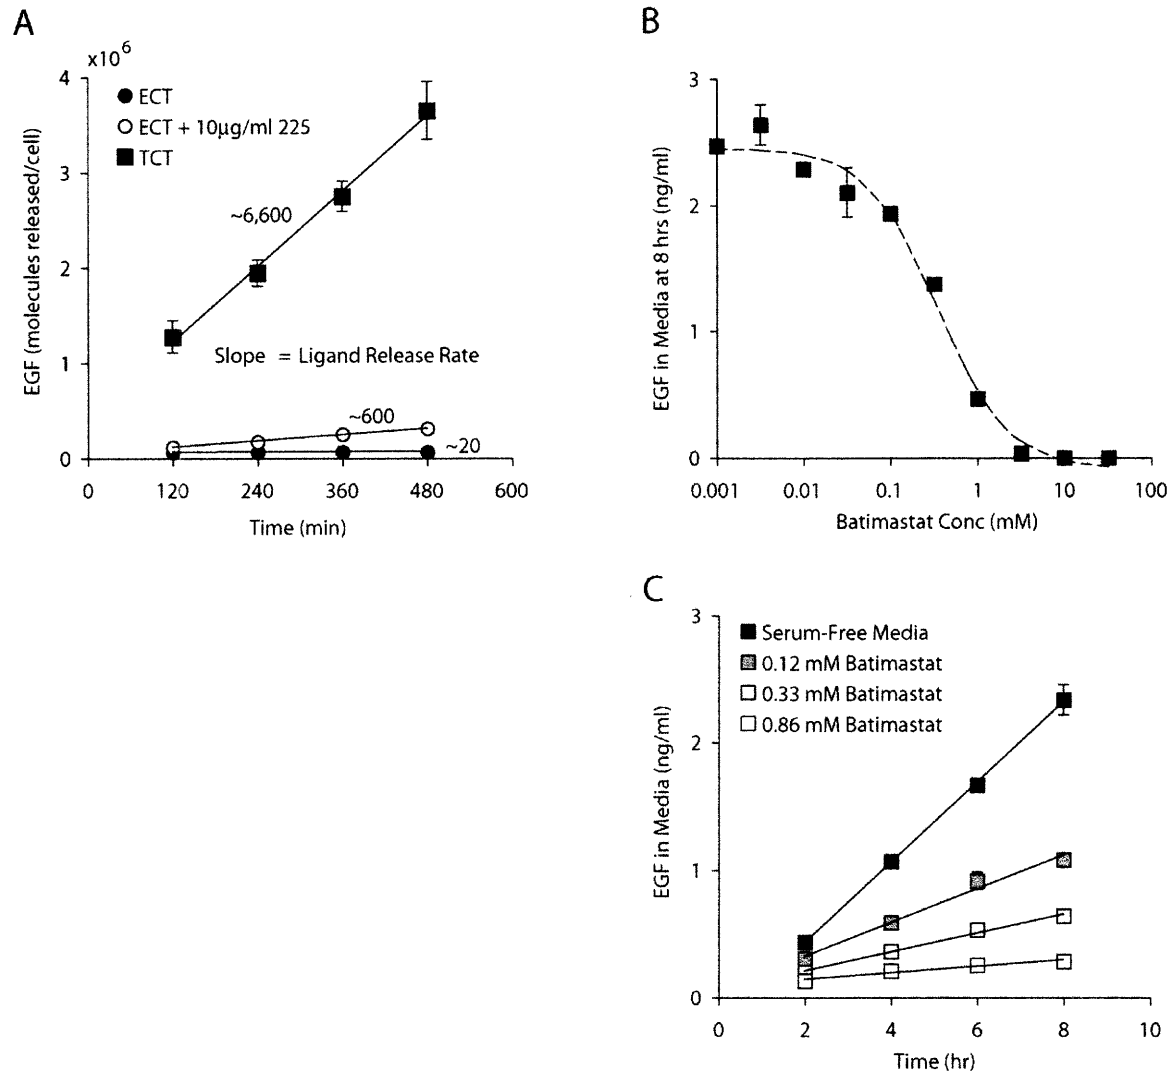 A
x10^6
4
3
2
1
0
ECT
ECT + 10μg/ml 225
TCT
~6,600
Slope = Ligand Release Rate
~600
~20
0 120 240 360 480 600
Time (min)
EGF (molecules released/cell)
B
3
2
1
0
0.001 0.01 0.1 1 10 100
Batimastat Conc (mM)
EGF in Media at 8 hrs (ng/ml)
C
3
2
1
0
Serum-Free Media
0.12 mM Batimastat
0.33 mM Batimastat
0.86 mM Batimastat
0 2 4 6 8 10
Time (hr)
EGF in Media (ng/ml)